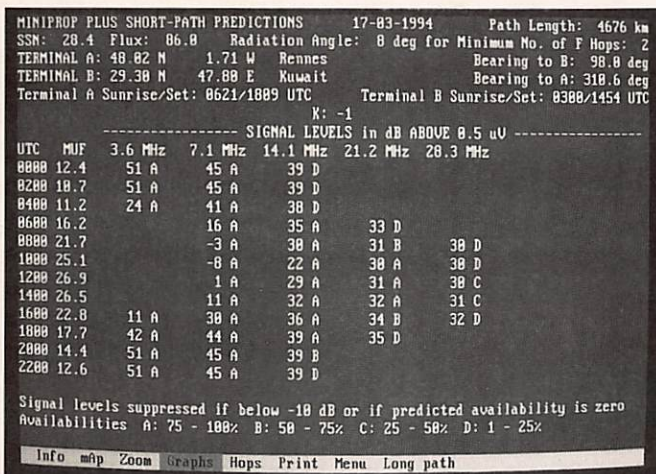 MINIPROP PLUS SHORT-PATH PREDICTIONS 17-03-1994 Path Length: 4676 km
SSN: 28.4 Flux: 86.0 Radiation Angle: 8 deg for Minimum No. of F Hops: 2
TERMINAL A: 48.02 N 1.71 W Rennes Bearing to B: 98.0 deg
TERMINAL B: 29.30 N 47.80 E Kuwait Bearing to A: 310.6 deg
Terminal A Sunrise/Set: 0621/1809 UTC Terminal B Sunrise/Set: 0300/1454 UTC
K: -1
----------------- SIGNAL LEVELS in dB ABOVE 0.5 uV -----------------
UTC MUF 3.6 MHz 7.1 MHz 14.1 MHz 21.2 MHz 28.3 MHz
0000 12.4 51 A 45 A 39 D
0200 10.7 51 A 45 A 39 D
0400 11.2 24 A 41 A 38 D
0600 16.2 16 A 35 A 33 D
0800 21.7 -3 A 30 A 31 B 30 D
1000 25.1 -8 A 22 A 30 A 30 D
1200 26.9 1 A 29 A 31 A 30 C
1400 26.5 11 A 32 A 32 A 31 C
1600 22.8 11 A 30 A 36 A 34 B 32 D
1800 17.7 42 A 44 A 39 A 35 D
2000 14.4 51 A 45 A 39 B
2200 12.6 51 A 45 A 39 D
Signal levels suppressed if below -10 dB or if predicted availability is zero
Availabilities A: 75 - 100% B: 50 - 75% C: 25 - 50% D: 1 - 25%
Info mAp Zoom Graphs Hops Print Menu Long path